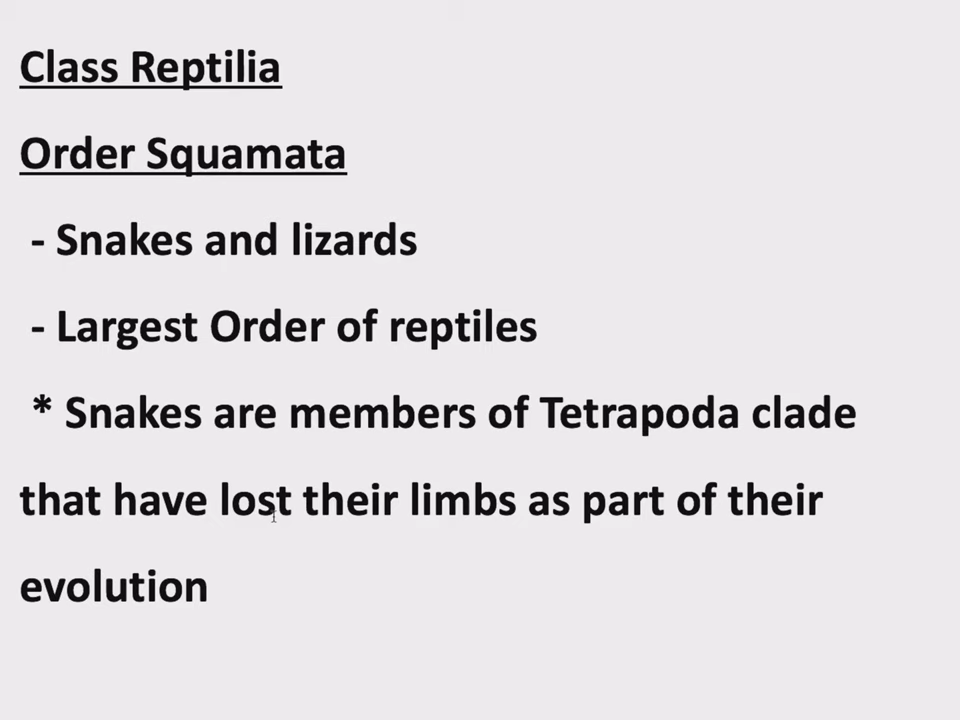 Class Reptilia
Order Squamata
- Snakes and lizards
- Largest Order of reptiles
* Snakes are members of Tetrapoda clade
that have lost their limbs as part of their
evolution